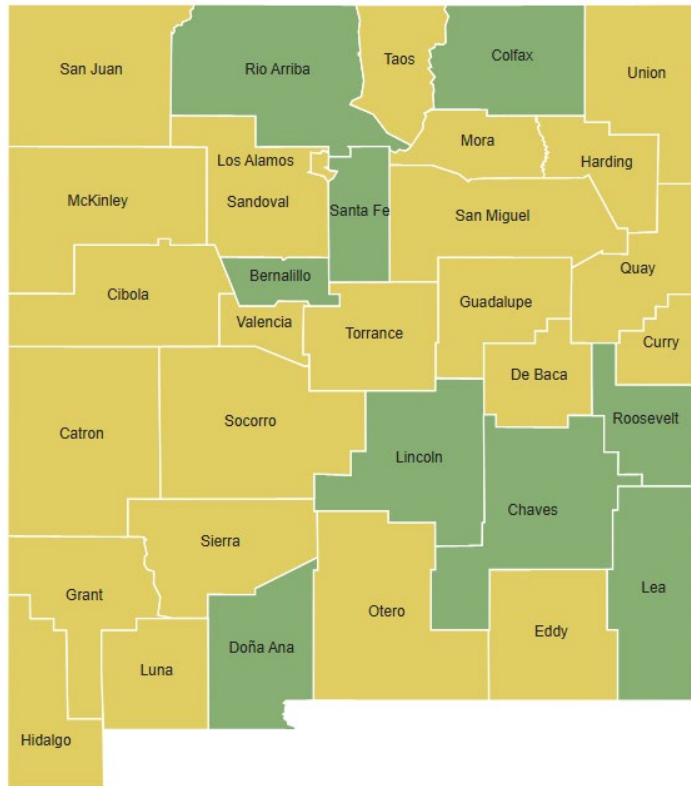 San Juan
Rio Arriba
Taos
Colfax
Union
Los Alamos
Mora
Harding
McKinley
Sandoval
Santa Fe
San Miguel
Bernalillo
Quay
Cibola
Guadalupe
Valencia
Torrance
Curry
De Baca
Roosevelt
Catron
Socorro
Lincoln
Chaves
Sierra
Grant
Otero
Lea
Eddy
Doña Ana
Luna
Hidalgo